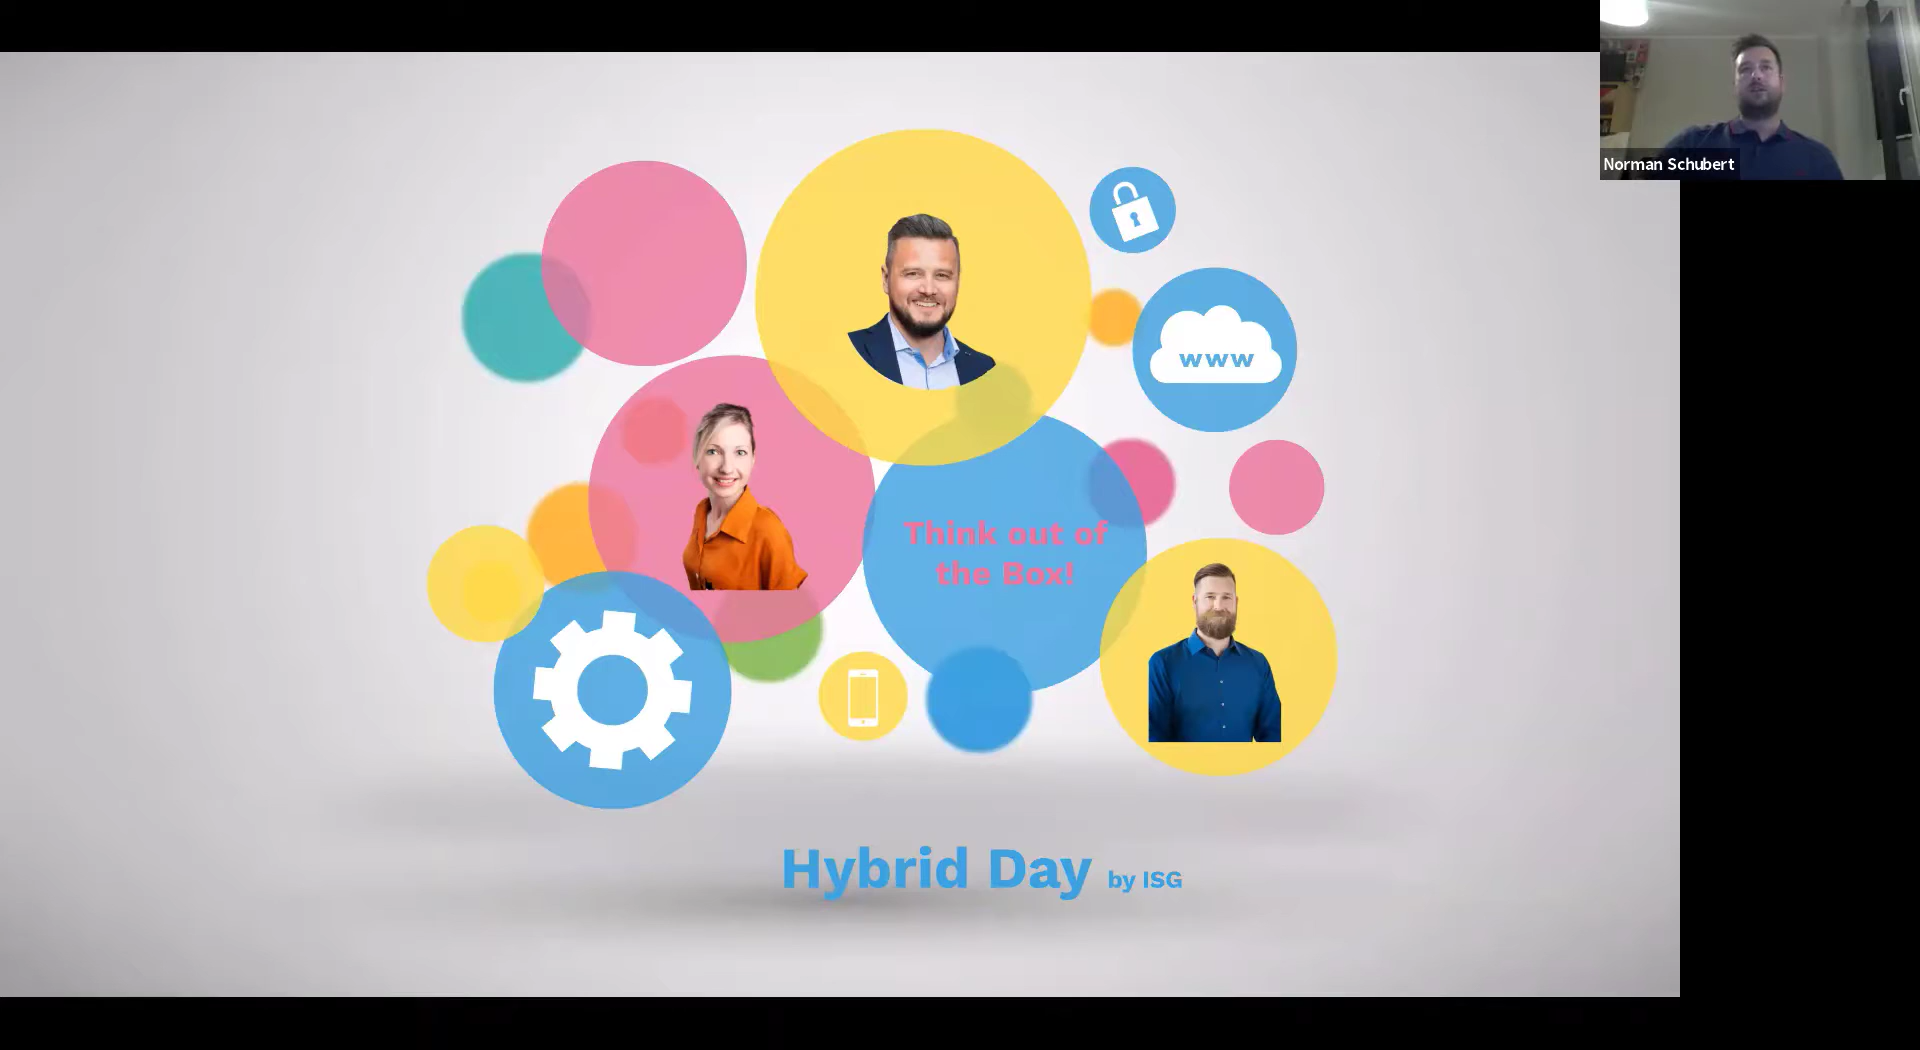 Norman Schubert
www
Think out of
the Box!
Hybrid Day by ISG